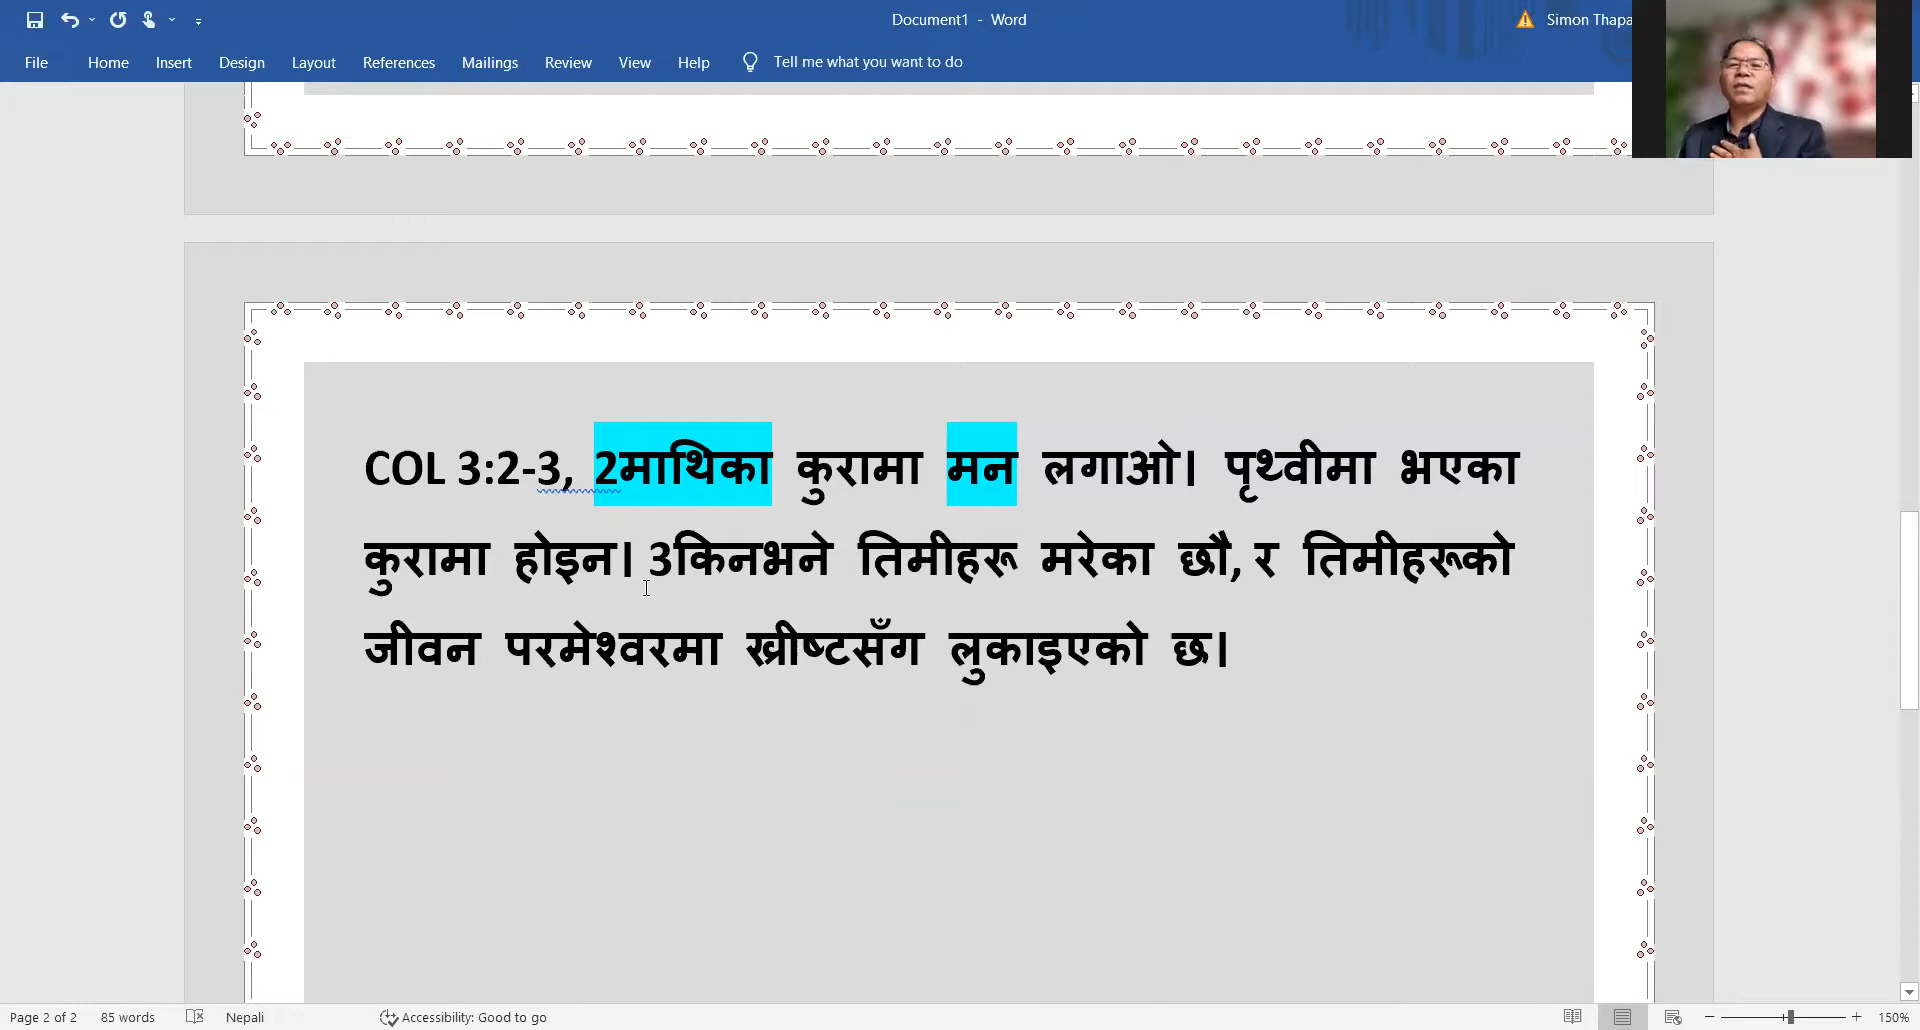 Document1 - Word
Simon Thapa
File Home Insert Design Layout References Mailings Review View Help Tell me what you want to do
COL 3:2-3, 2माथिका कुरामा मन लगाओ। पृथ्वीमा भएका
कुरामा होइन। 3किनभने तिमीहरू मरेका छौ, र तिमीहरूको
जीवन परमेश्वरमा ख्रीष्टसँग लुकाइएको छ।
Page 2 of 2 85 words Nepali Accessibility: Good to go 150%